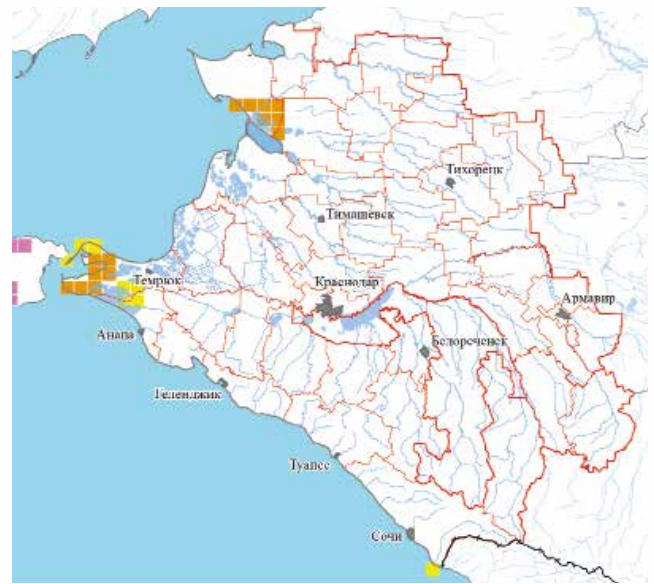 Тихорецк
Тимашевск
Темрюк
Краснодар
Армавир
Анапа
Белореченск
Геленджик
Туапсе
Сочи